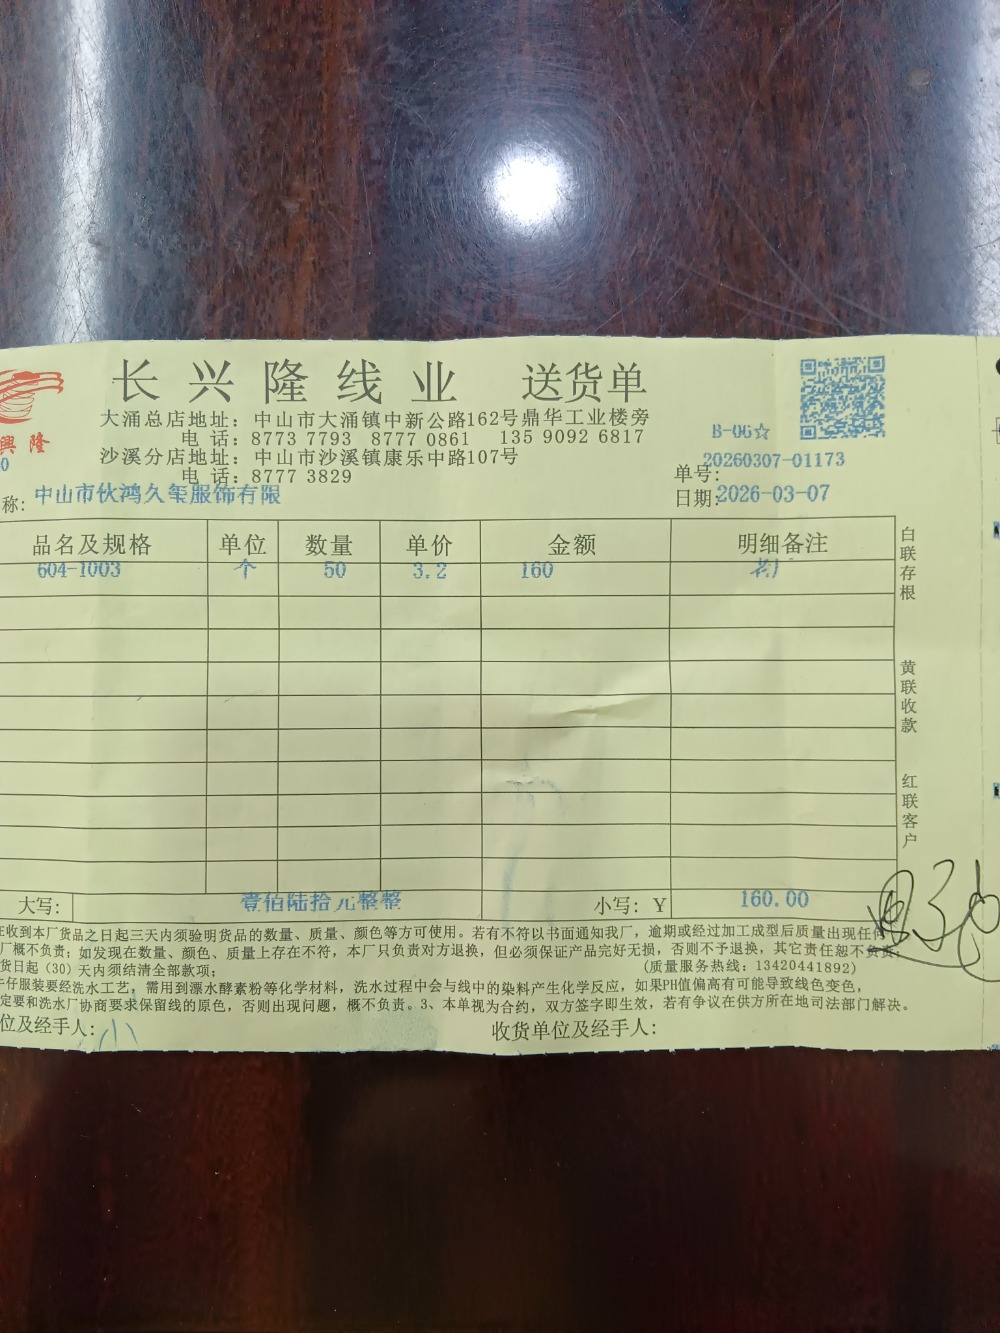 长兴隆线业 送货单
大涌总店地址：中山市大涌镇中新公路162号鼎华工业楼旁
电话：8773 7793 8777 0861 135 9092 6817
沙溪分店地址：中山市沙溪镇康乐中路107号
电话：8777 3829
興隆
B-06☆
单号：20260307-01173
日期：2026-03-07
称：中山市伙鸿久玺服饰有限
品名及规格 单位 数量 单价 金额 明细备注
604-1003 个 50 3.2 160
白联存根
黄联收款
红联客户
大写： 壹佰陆拾元整整 小写：Y 160.00
收到本厂货品之日起三天内须验明货品的数量、质量、颜色等方可使用。若有不符以书面通知我厂，逾期或经过加工成型后质量出现任何
厂概不负责；如发现在数量、颜色、质量上存在不符，本厂只负责对方退换，但必须保证产品完好无损，否则不予退换，其它责任恕不负责；
货日起（30）天内须结清全部款项； (质量服务热线：13420441892)
仔服装要经洗水工艺，需用到漂水酵素粉等化学材料，洗水过程中会与线中的染料产生化学反应，如果PH值偏高有可能导致线色变色，
定要和洗水厂协商要求保留线的原色，否则出现问题，概不负责。3、本单视为合约，双方签字即生效，若有争议在供方所在地司法部门解决。
位及经手人：小 收货单位及经手人：